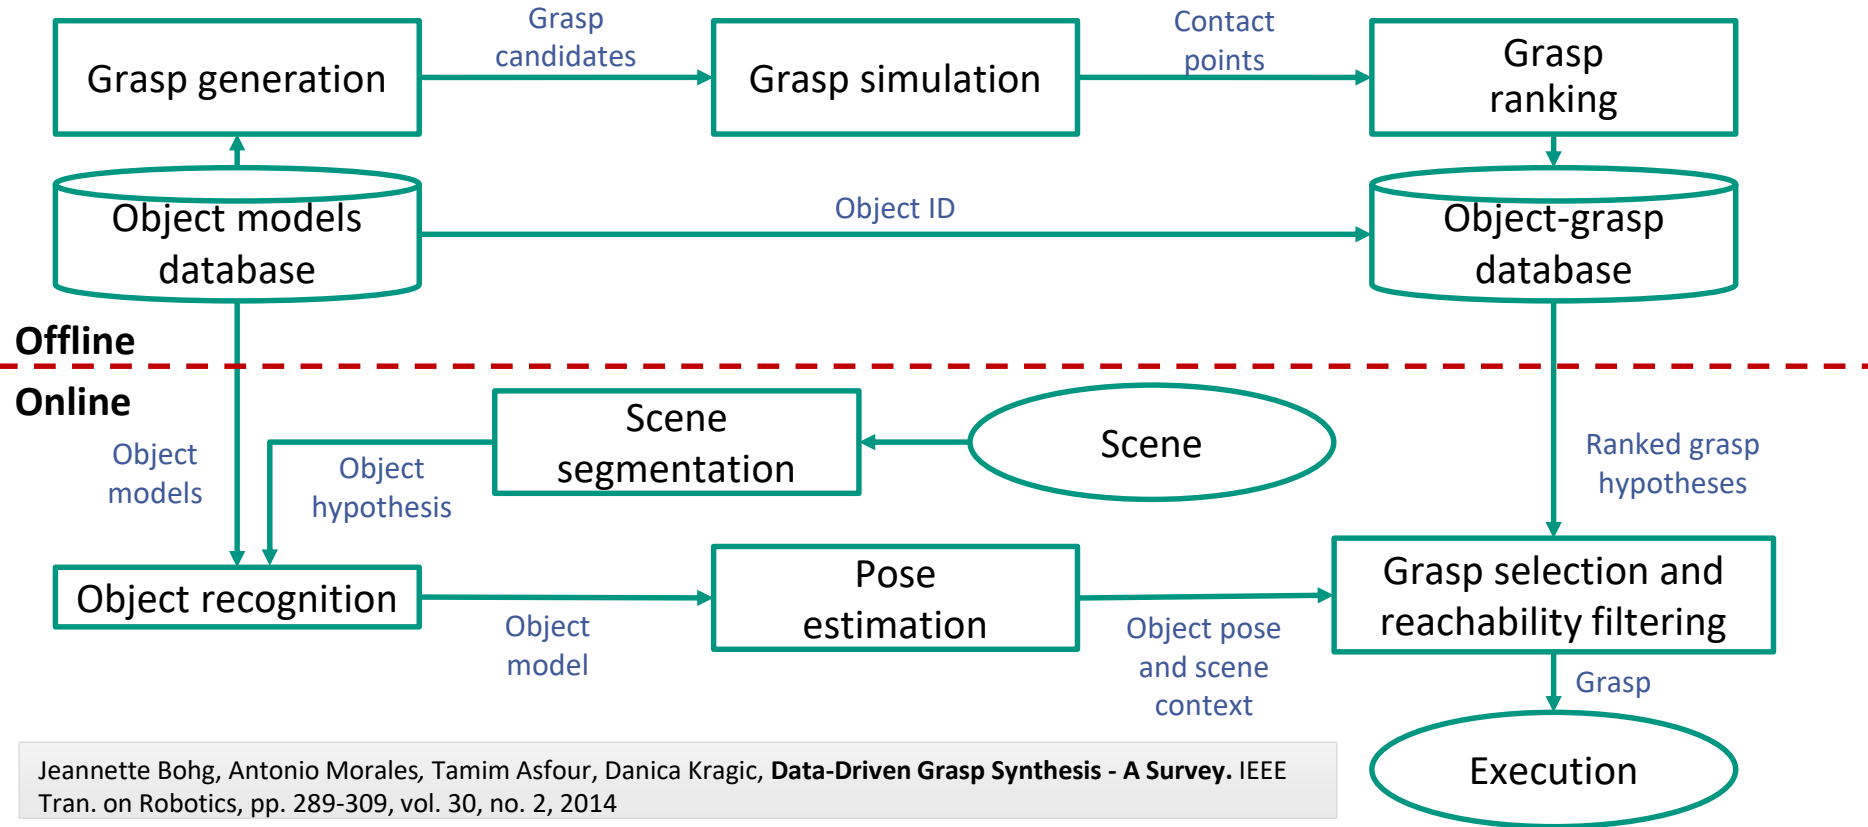 Grasp
candidates
Contact
points
Grasp generation
Grasp simulation
Grasp
ranking
Object models
database
Object ID
Object-grasp
database
Offline
Online
Object
models
Object
hypothesis
Scene
segmentation
Scene
Ranked grasp
hypotheses
Object recognition
Object
model
Pose
estimation
Object pose
and scene
context
Grasp selection and
reachability filtering
Grasp
Execution
Jeannette Bohg, Antonio Morales, Tamim Asfour, Danica Kragic, Data-Driven Grasp Synthesis - A Survey. IEEE
Tran. on Robotics, pp. 289-309, vol. 30, no. 2, 2014